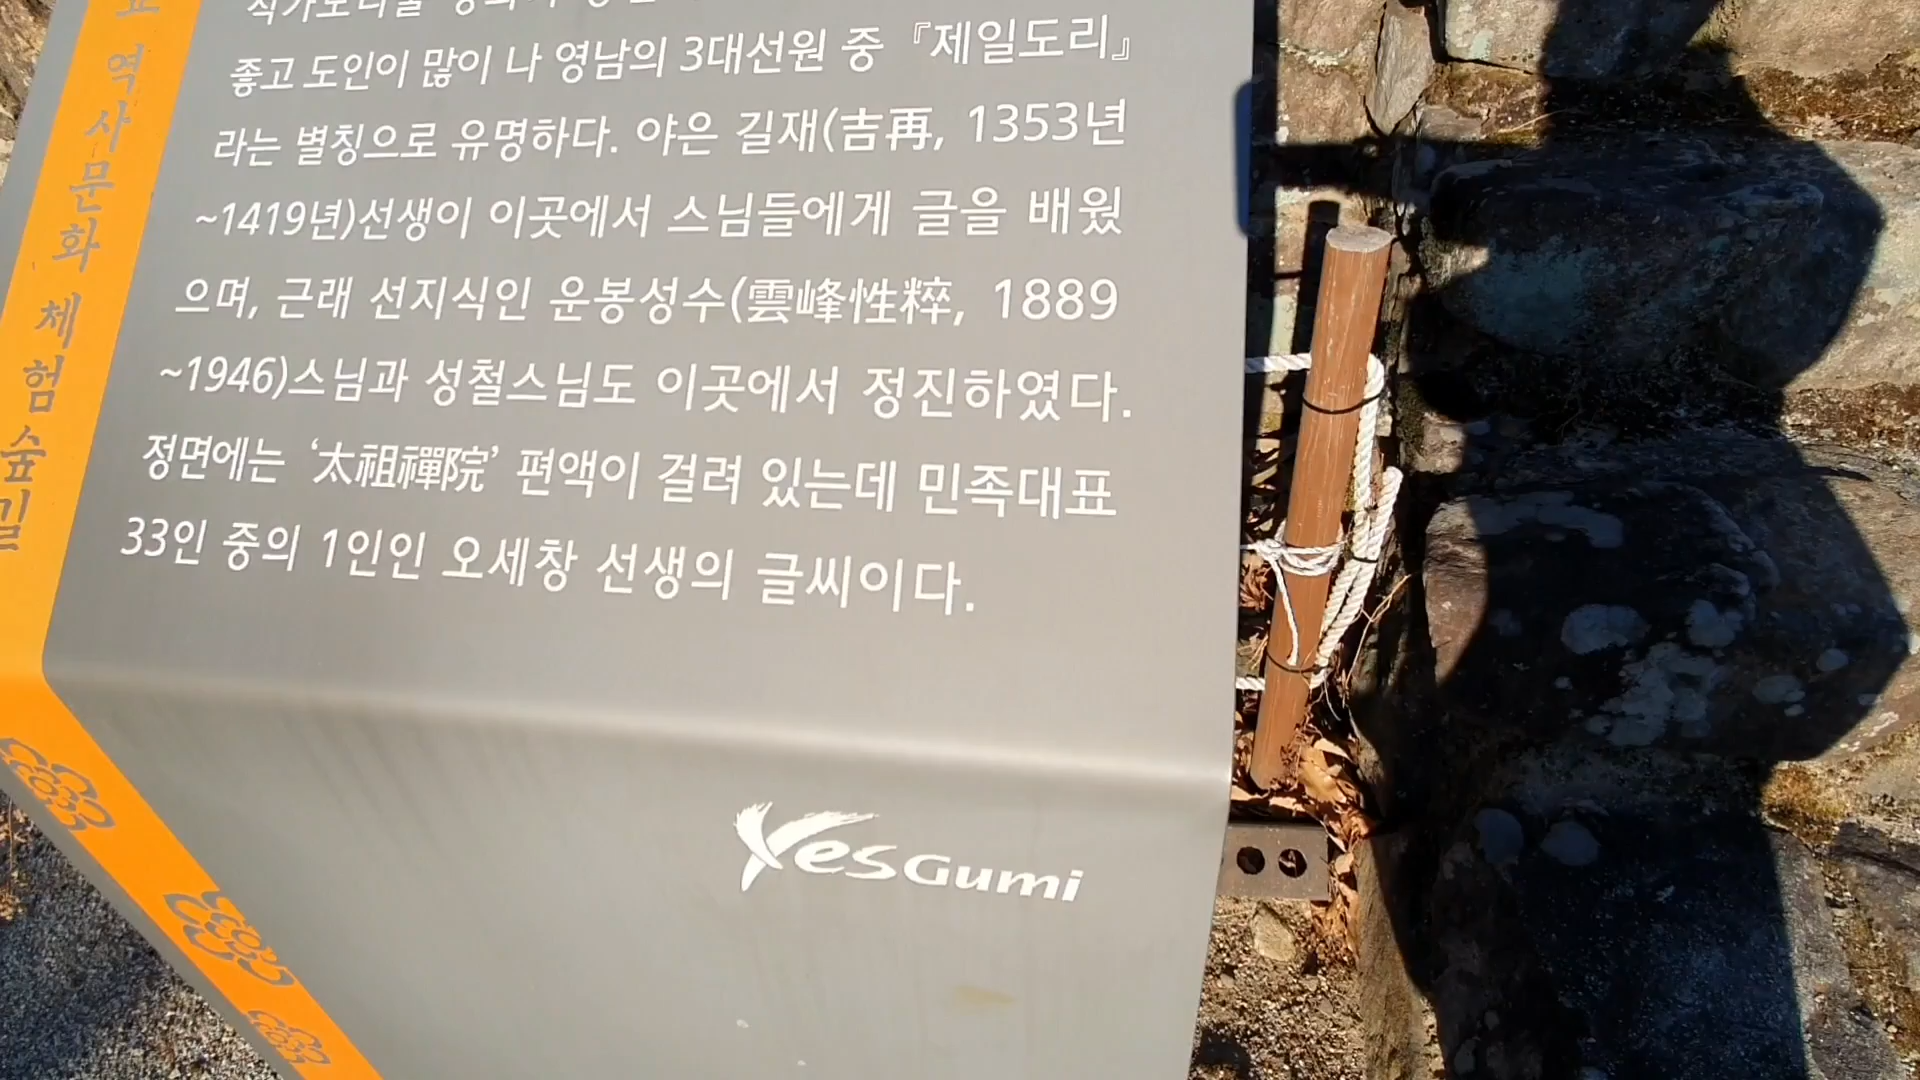 좋고 도인이 많이 나 영남의 3대선원 중 『제일도리』
라는 별칭으로 유명하다. 야은 길재(吉再, 1353년
~1419년)선생이 이곳에서 스님들에게 글을 배웠
으며, 근래 선지식인 운봉성수(雲峰性粹, 1889
~1946)스님과 성철스님도 이곳에서 정진하였다.
정면에는 ‘太祖禪院’ 편액이 걸려 있는데 민족대표
33인 중의 1인인 오세창 선생의 글씨이다.
역사문화 체험숲길
Yes Gumi